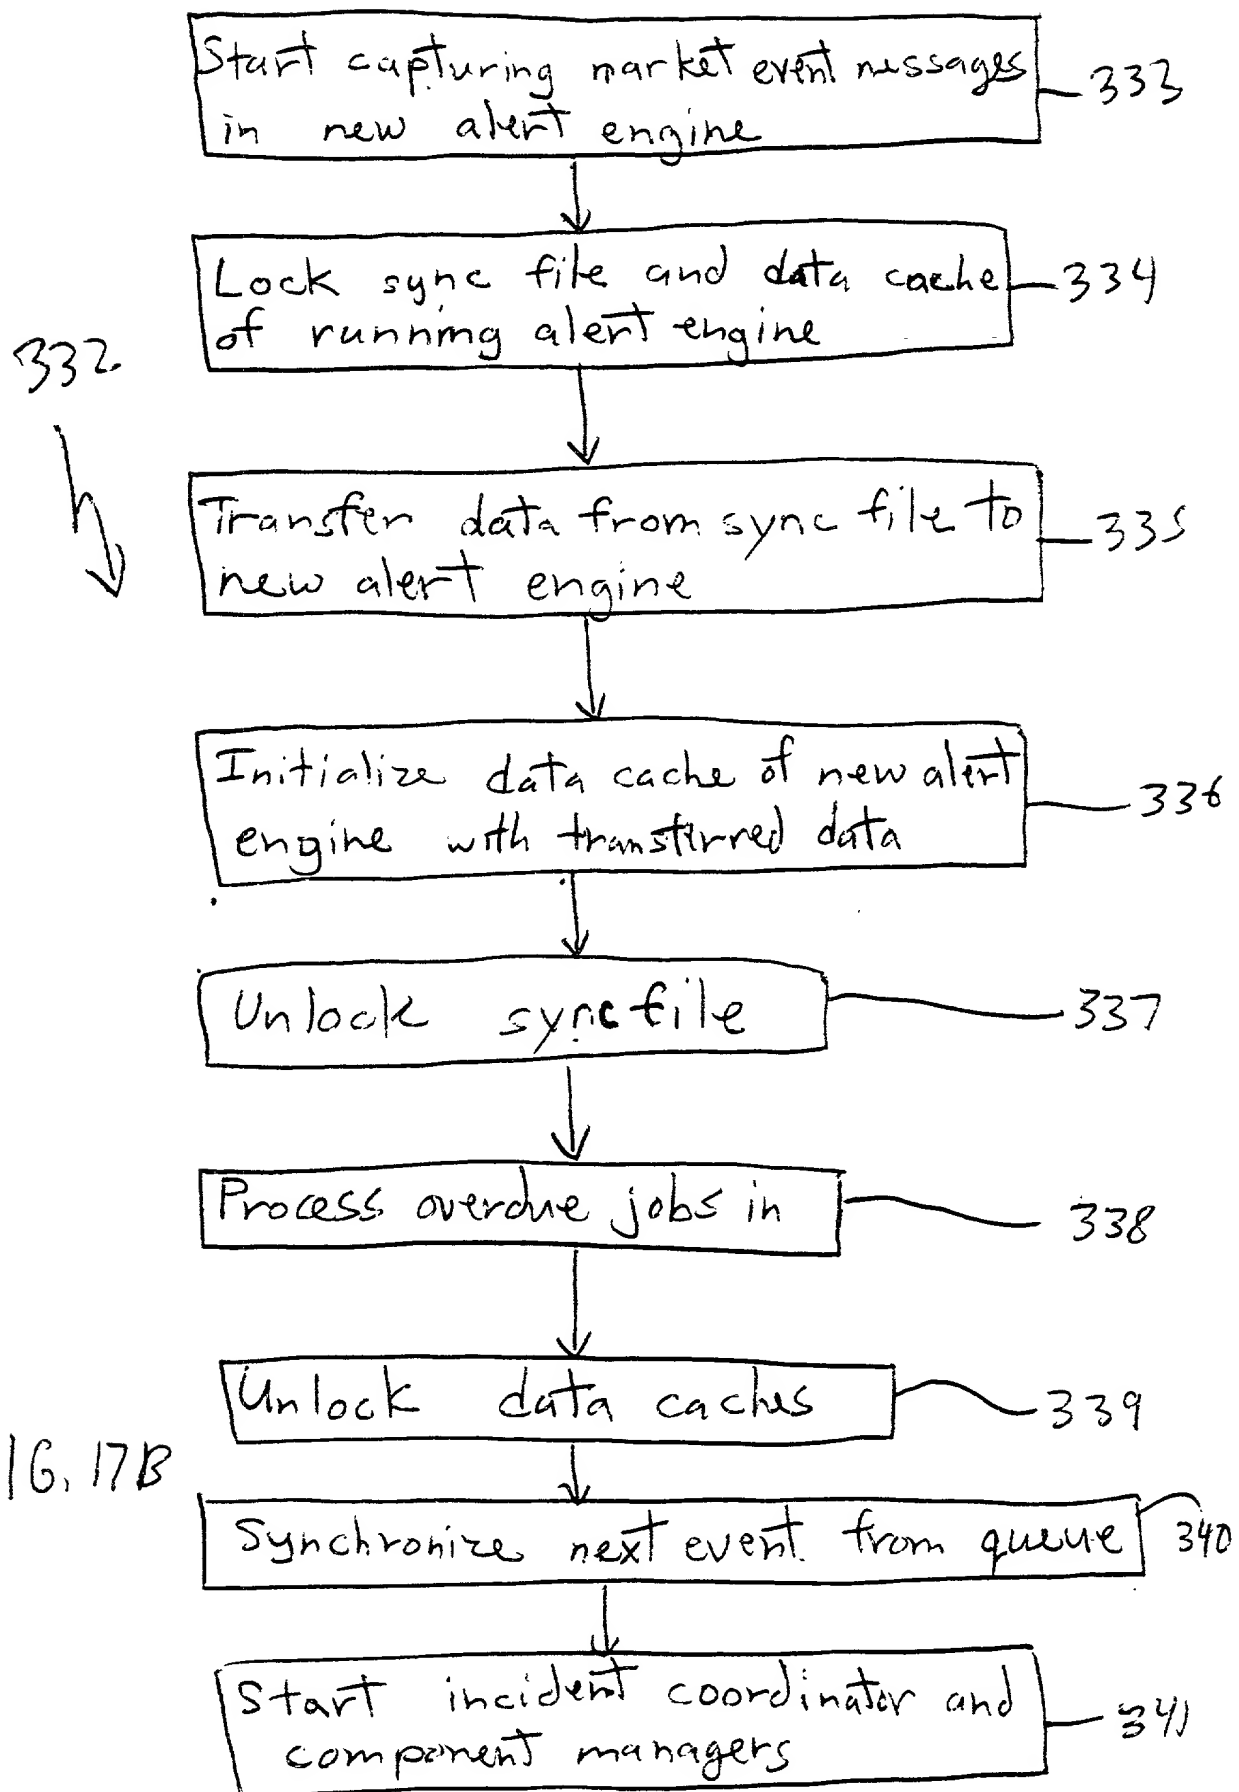 Start capturing market event messages
in new alert engine
333
Lock sync file and data cache
of running alert engine
334
332
Transfer data from sync file to
new alert engine
335
Initialize data cache of new alert
engine with transferred data
336
Unlock sync file
337
Process overdue jobs in
338
Unlock data caches
339
IG. 17B
Synchronize next event from queue
340
Start incident coordinator and
component managers
341